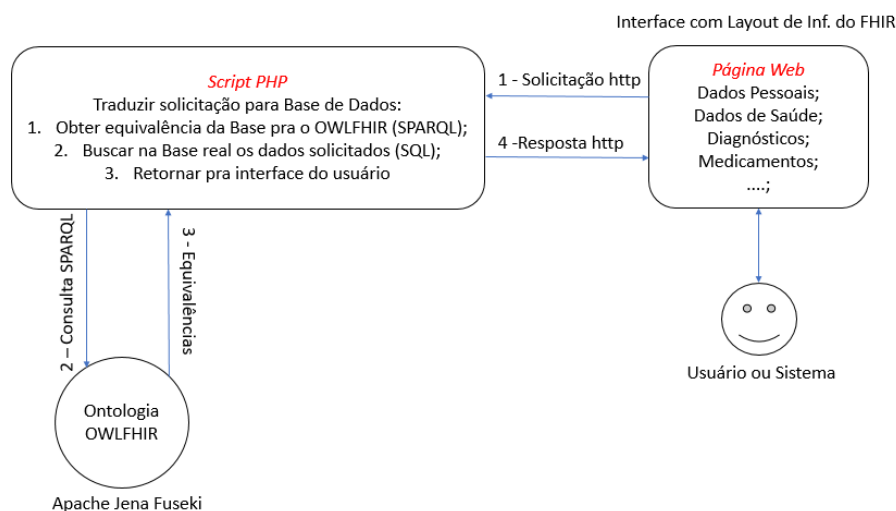 Interface com Layout de Inf. do FHIR
Script PHP
Traduzir solicitação para Base de Dados:
1. Obter equivalência da Base pra o OWLFHIR (SPARQL);
2. Buscar na Base real os dados solicitados (SQL);
3. Retornar pra interface do usuário
1 - Solicitação http
4 -Resposta http
Página Web
Dados Pessoais;
Dados de Saúde;
Diagnósticos;
Medicamentos;
....;
2 – Consulta SPARQL
3 - Equivalências
Usuário ou Sistema
Ontologia
OWLFHIR
Apache Jena Fuseki